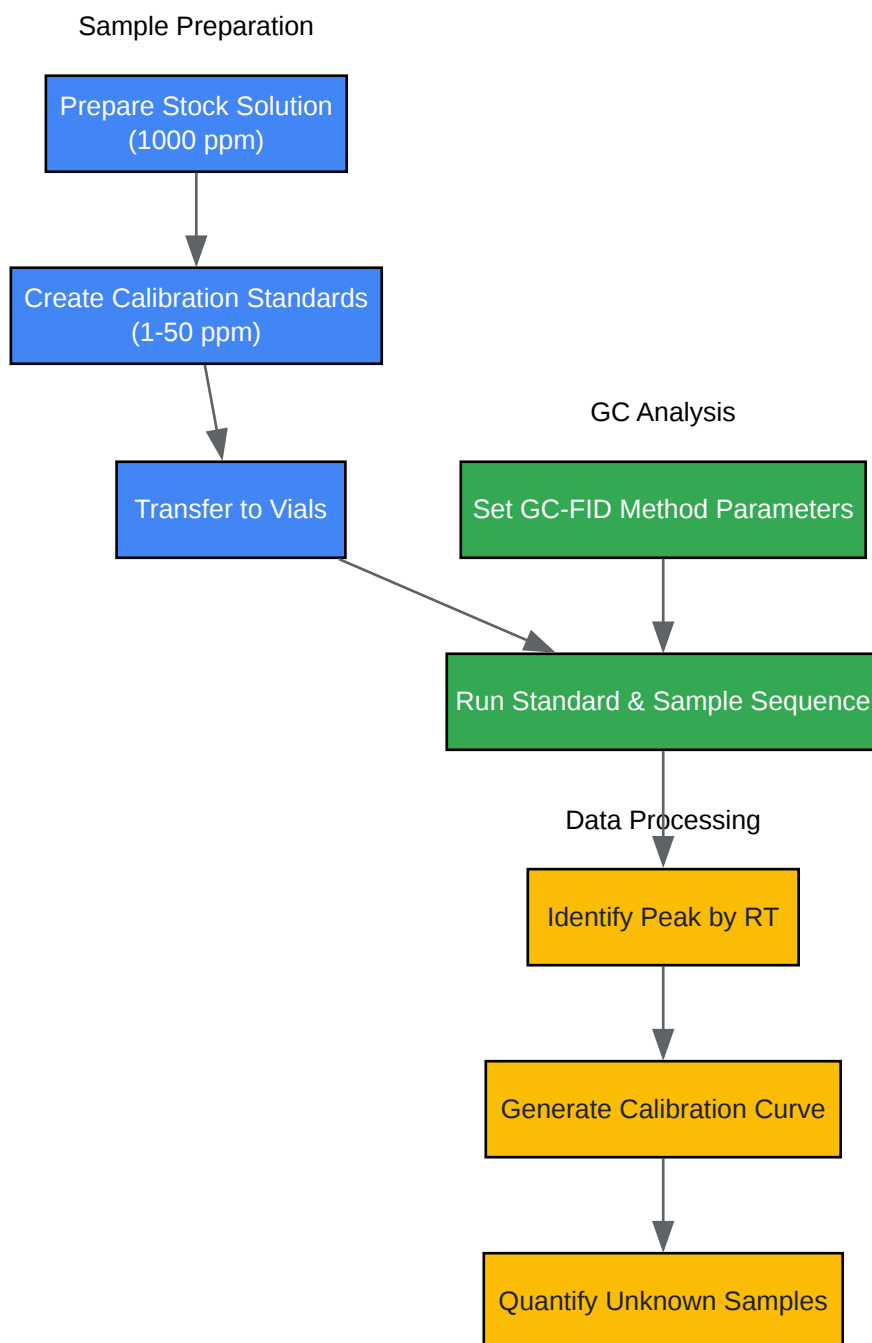 Sample Preparation
Prepare Stock Solution
(1000 ppm)
Create Calibration Standards
(1-50 ppm)
Transfer to Vials
GC Analysis
Set GC-FID Method Parameters
Run Standard & Sample Sequence
Data Processing
Identify Peak by RT
Generate Calibration Curve
Quantify Unknown Samples